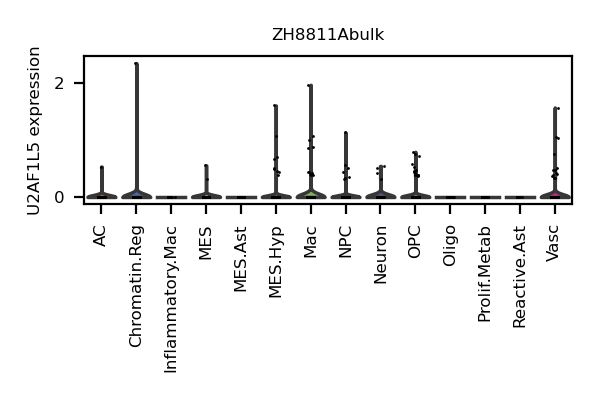 ZH8811Abulk
U2AF1L5 expression
2
0
AC
Chromatin.Reg
Inflammatory.Mac
MES
MES.Ast
MES.Hyp
Mac
NPC
Neuron
OPC
Oligo
Prolif.Metab
Reactive.Ast
Vasc